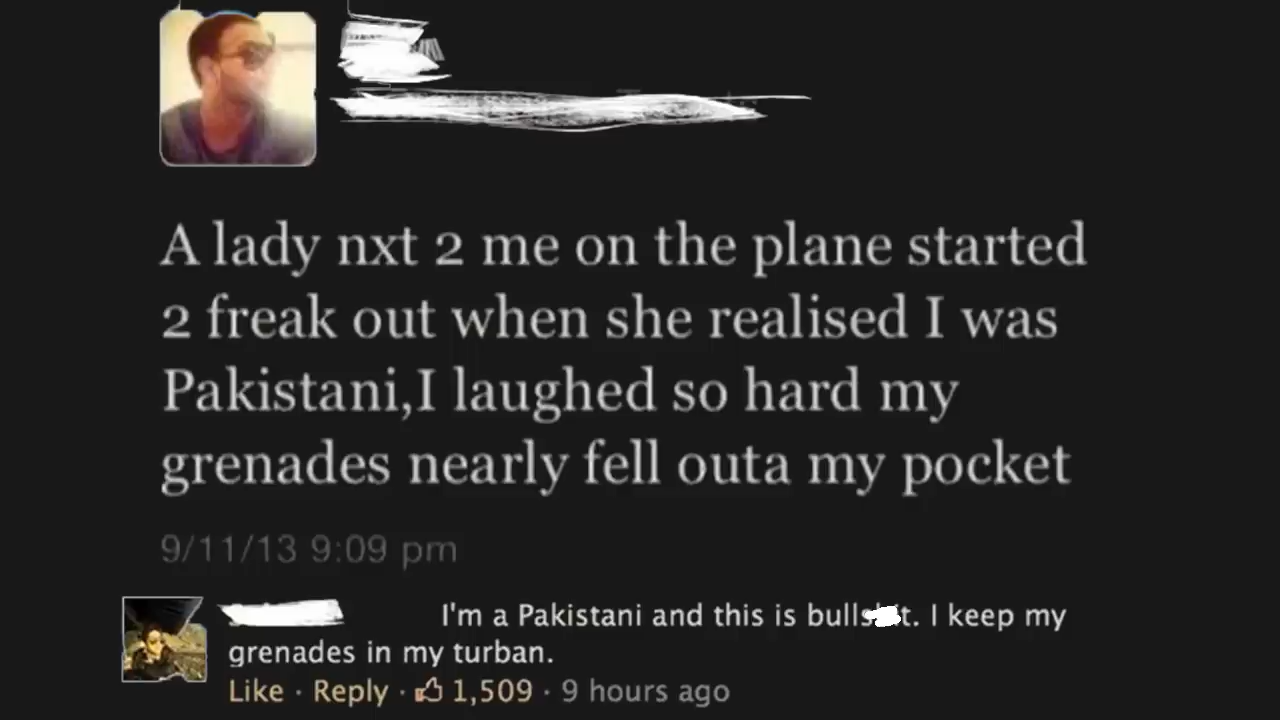 A lady nxt 2 me on the plane started
2 freak out when she realised I was
Pakistani,I laughed so hard my
grenades nearly fell outa my pocket
9/11/13 9:09 pm
I'm a Pakistani and this is bulls t. I keep my
grenades in my turban.
Like · Reply · 1,509 · 9 hours ago